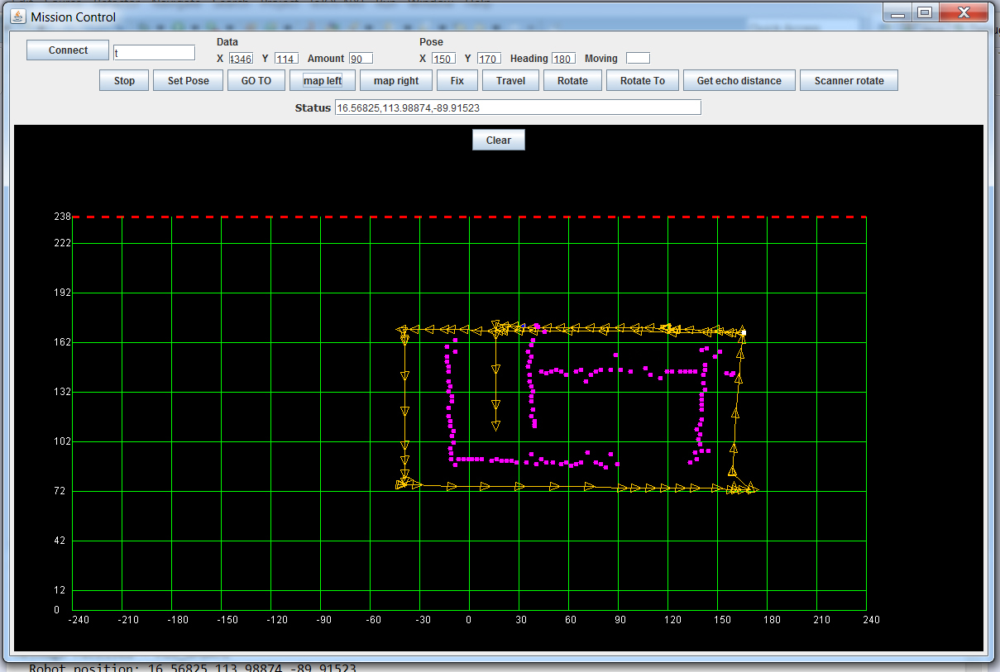 Mission Control
Data Pose
Connect t X 4346 Y 114 Amount 90 X 150 Y 170 Heading 180 Moving
Stop Set Pose GO TO map left map right Fix Travel Rotate Rotate To Get echo distance Scanner rotate
Status 16.56825,113.98874,-89.91523
Clear
238
222
192
162
132
102
72
42
12
0
-240 -210 -180 -150 -120 -90 -60 -30 0 30 60 90 120 150 180 210 240
Robot position: 16.56825,113.98874,-89.91523